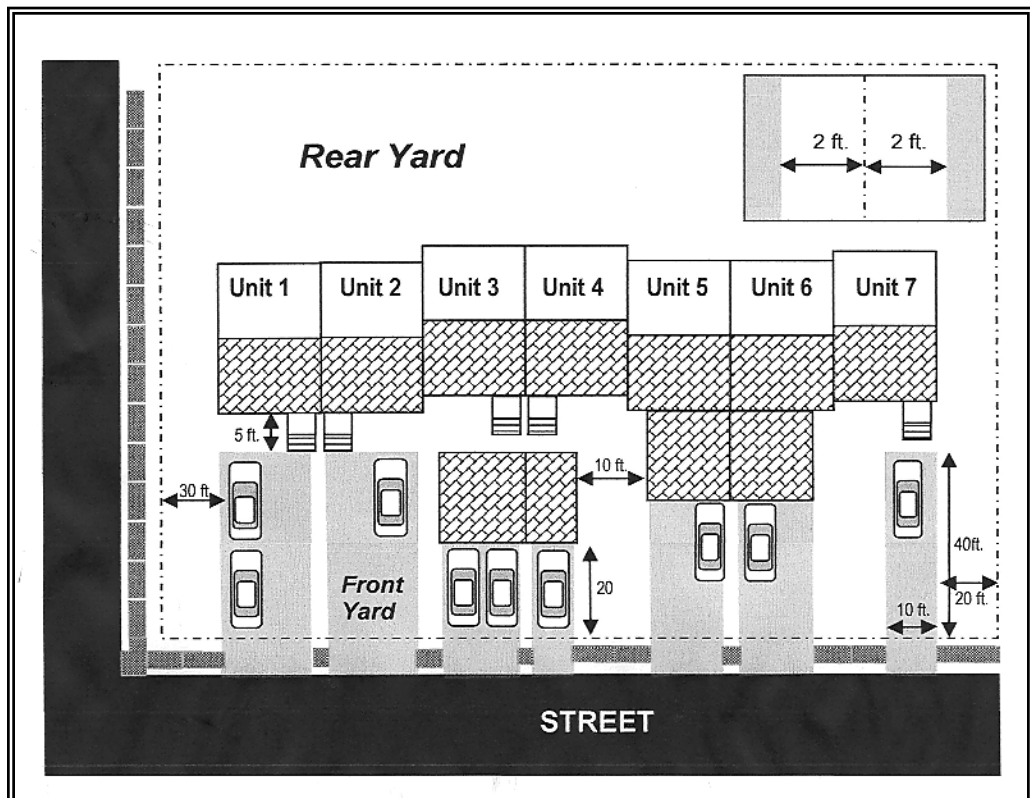 2 ft. 2 ft.
Rear Yard
Unit 1 Unit 2 Unit 3 Unit 4 Unit 5 Unit 6 Unit 7
5 ft.
10 ft.
30 ft.
40ft.
Front
Yard
20
10 ft.
20 ft.
STREET